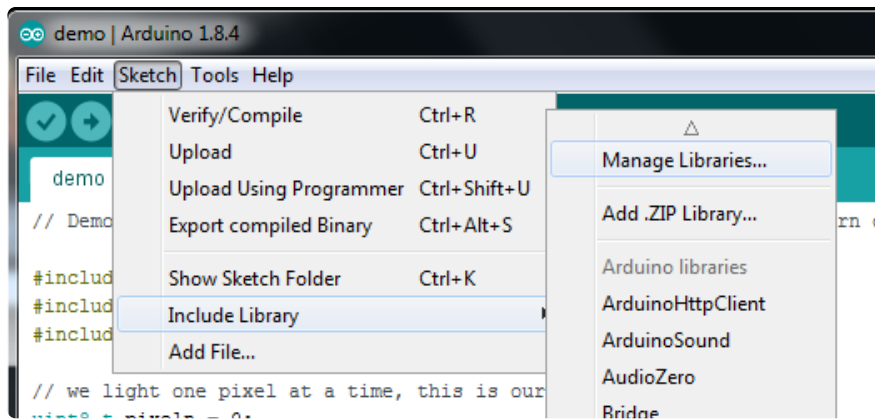 demo | Arduino 1.8.4
File Edit Sketch Tools Help
Verify/Compile Ctrl+R
Upload Ctrl+U
Upload Using Programmer Ctrl+Shift+U
Export compiled Binary Ctrl+Alt+S
Show Sketch Folder Ctrl+K
Include Library
Add File...
Manage Libraries...
Add .ZIP Library...
Arduino libraries
ArduinoHttpClient
ArduinoSound
AudioZero
Bridge
demo
// Demo
#includ
#includ
#includ
// we light one pixel at a time, this is our
uint8_t pixeln = 0;